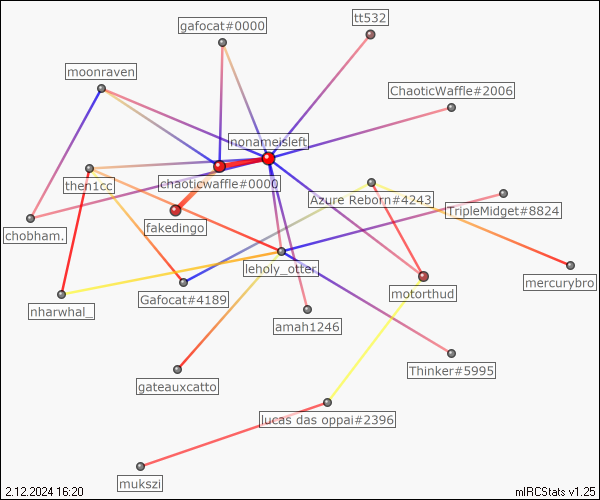 tt532
gafocat#0000
moonraven
ChaoticWaffle#2006
nonameisleft
chaoticwaffle#0000
then1cc
Azure Reborn#4243
TripleMidget#8824
fakedingo
chobham.
leholy_otter
mercurybro
motorthud
Gafocat#4189
nharwhal_
amah1246
Thinker#5995
gateauxcatto
lucas das oppai#2396
mukszi
2.12.2024 16:20
mIRCStats v1.25